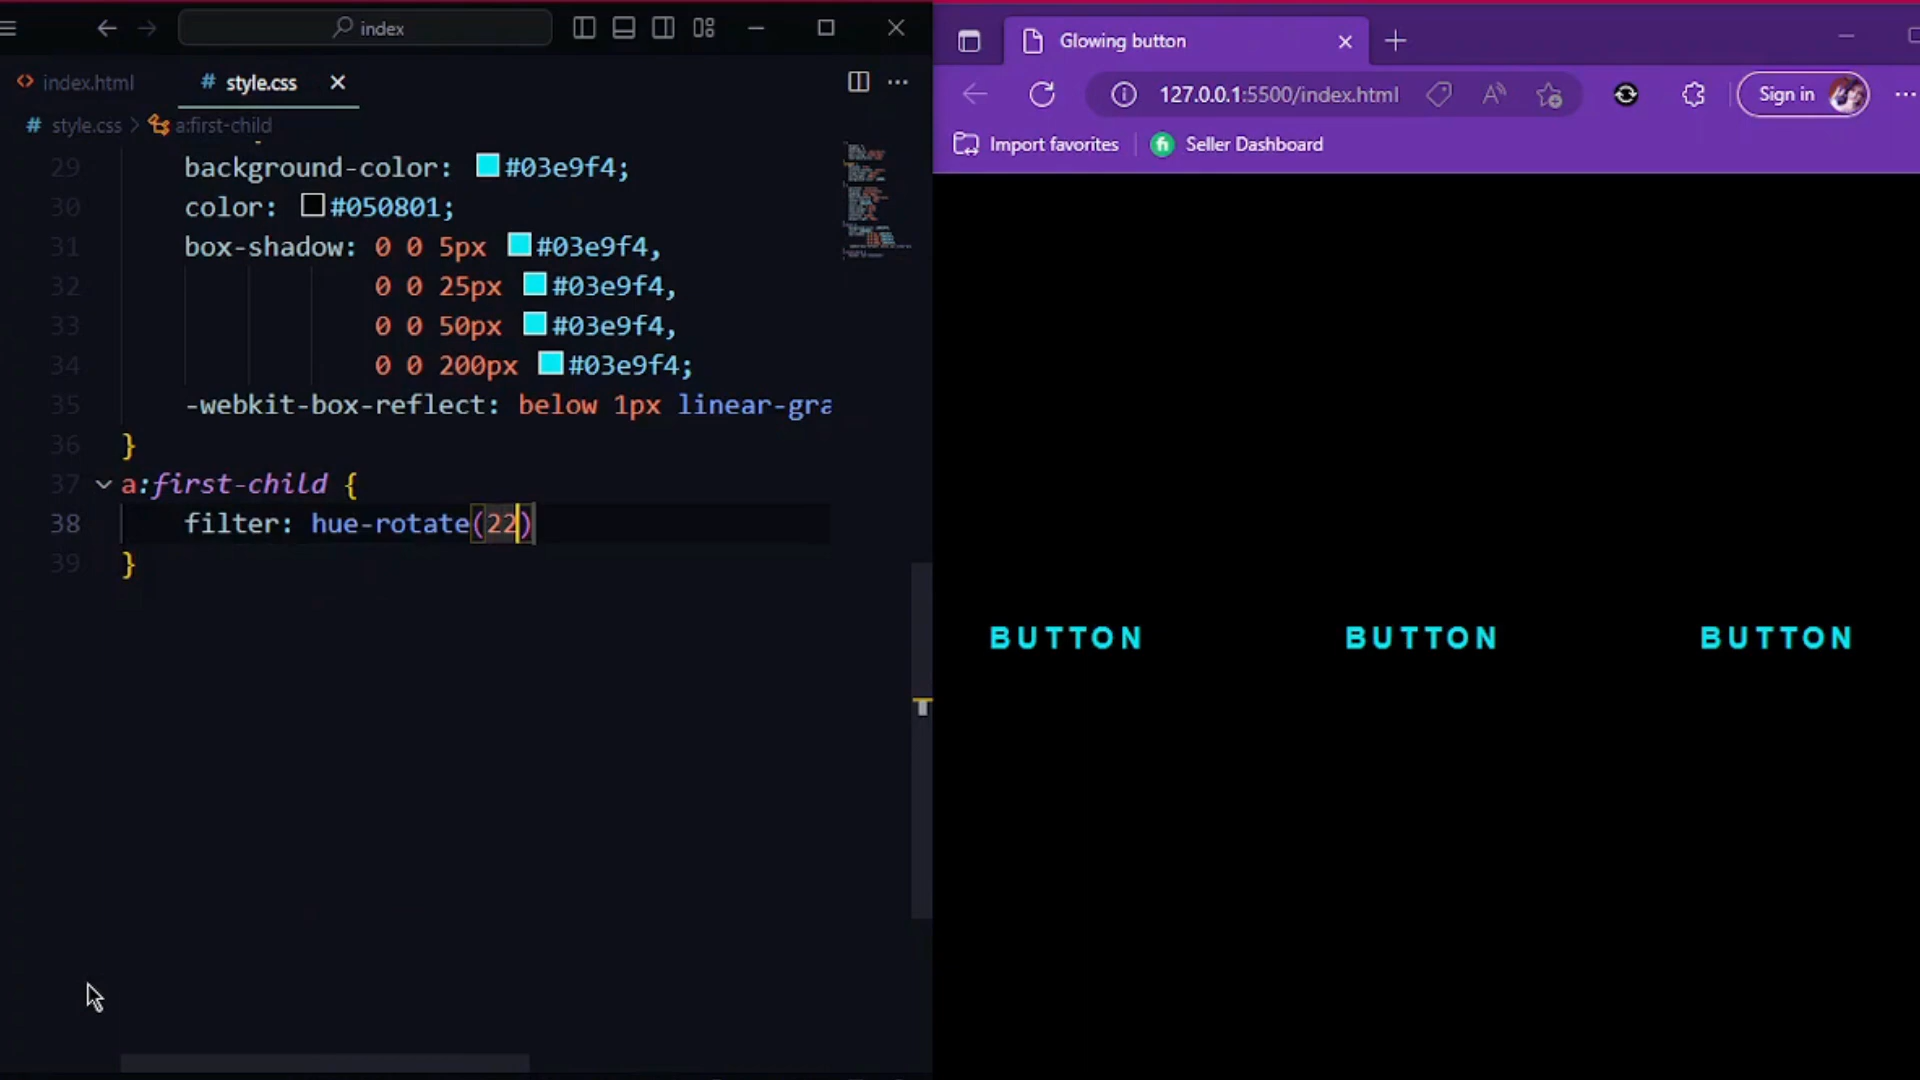 index
index.html
# style.css
# style.css > a:first-child
29 background-color: #03e9f4;
30 color: #050801;
31 box-shadow: 0 0 5px #03e9f4,
32 0 0 25px #03e9f4,
33 0 0 50px #03e9f4,
34 0 0 200px #03e9f4;
35 -webkit-box-reflect: below 1px linear-gra
36 }
37 a:first-child {
38 filter: hue-rotate(22)
39 }
Glowing button
127.0.0.1:5500/index.html
Sign in
Import favorites
fi Seller Dashboard
BUTTON BUTTON BUTTON